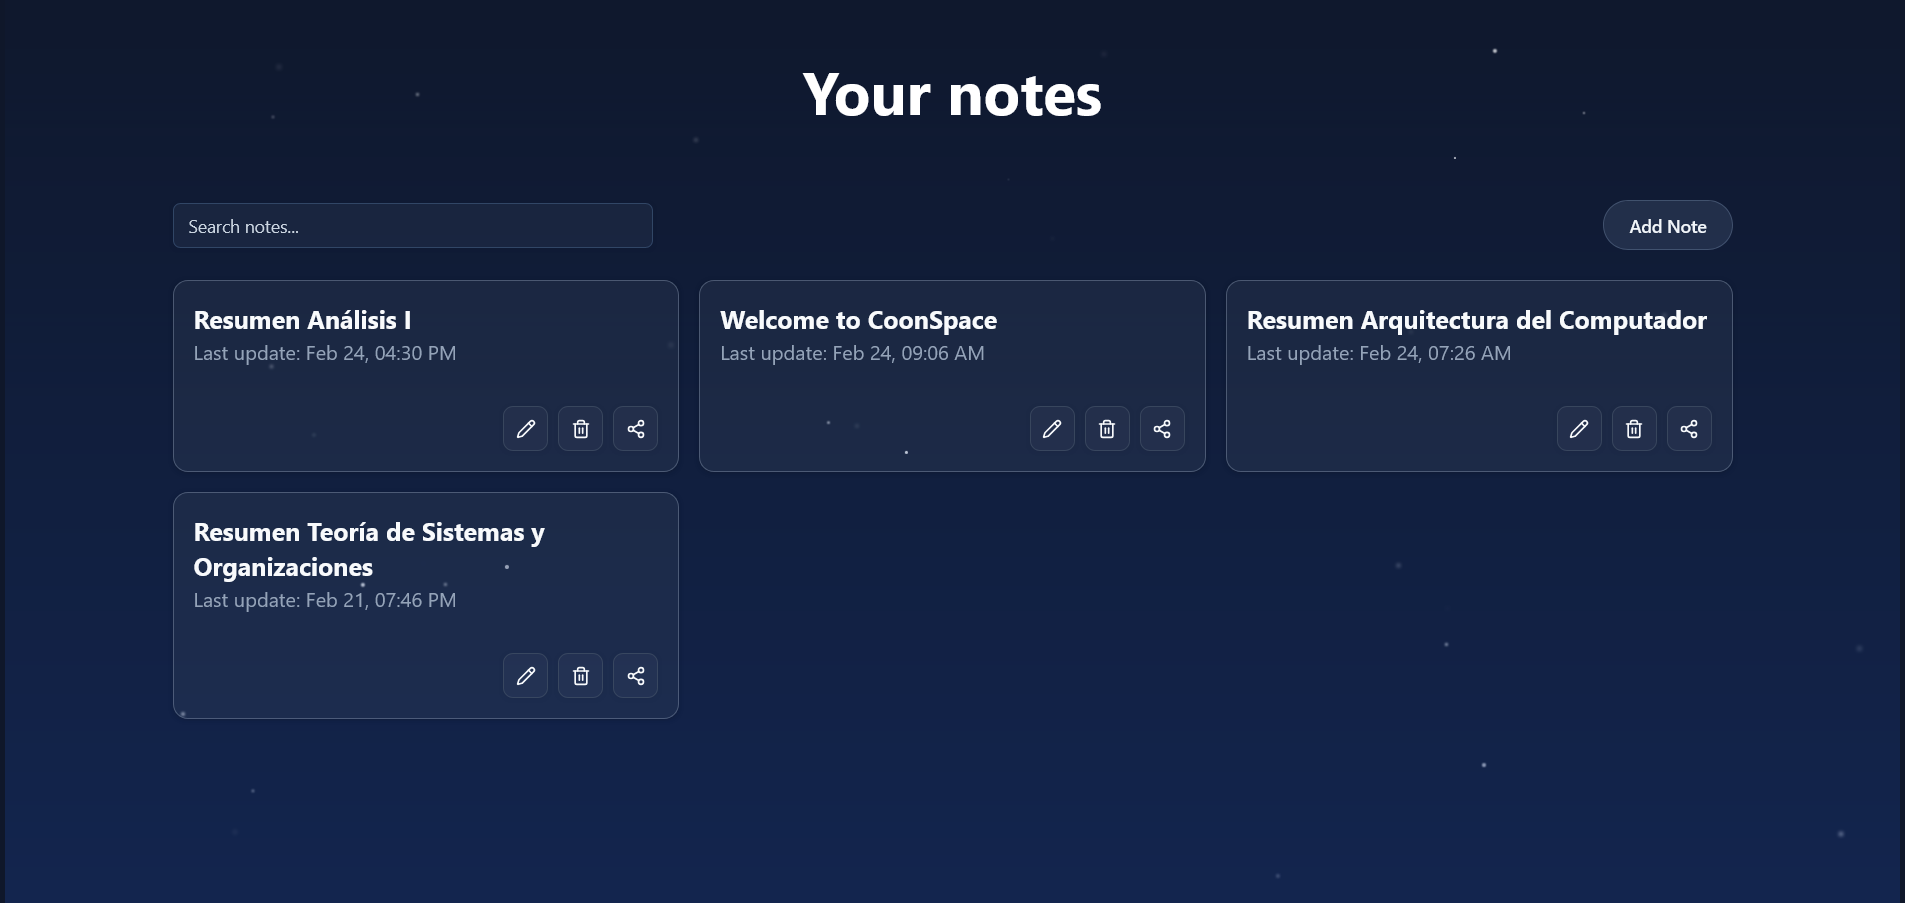 Your notes
Search notes...
Add Note
Resumen Análisis I
Last update: Feb 24, 04:30 PM
Welcome to CoonSpace
Last update: Feb 24, 09:06 AM
Resumen Arquitectura del Computador
Last update: Feb 24, 07:26 AM
Resumen Teoría de Sistemas y
Organizaciones
Last update: Feb 21, 07:46 PM